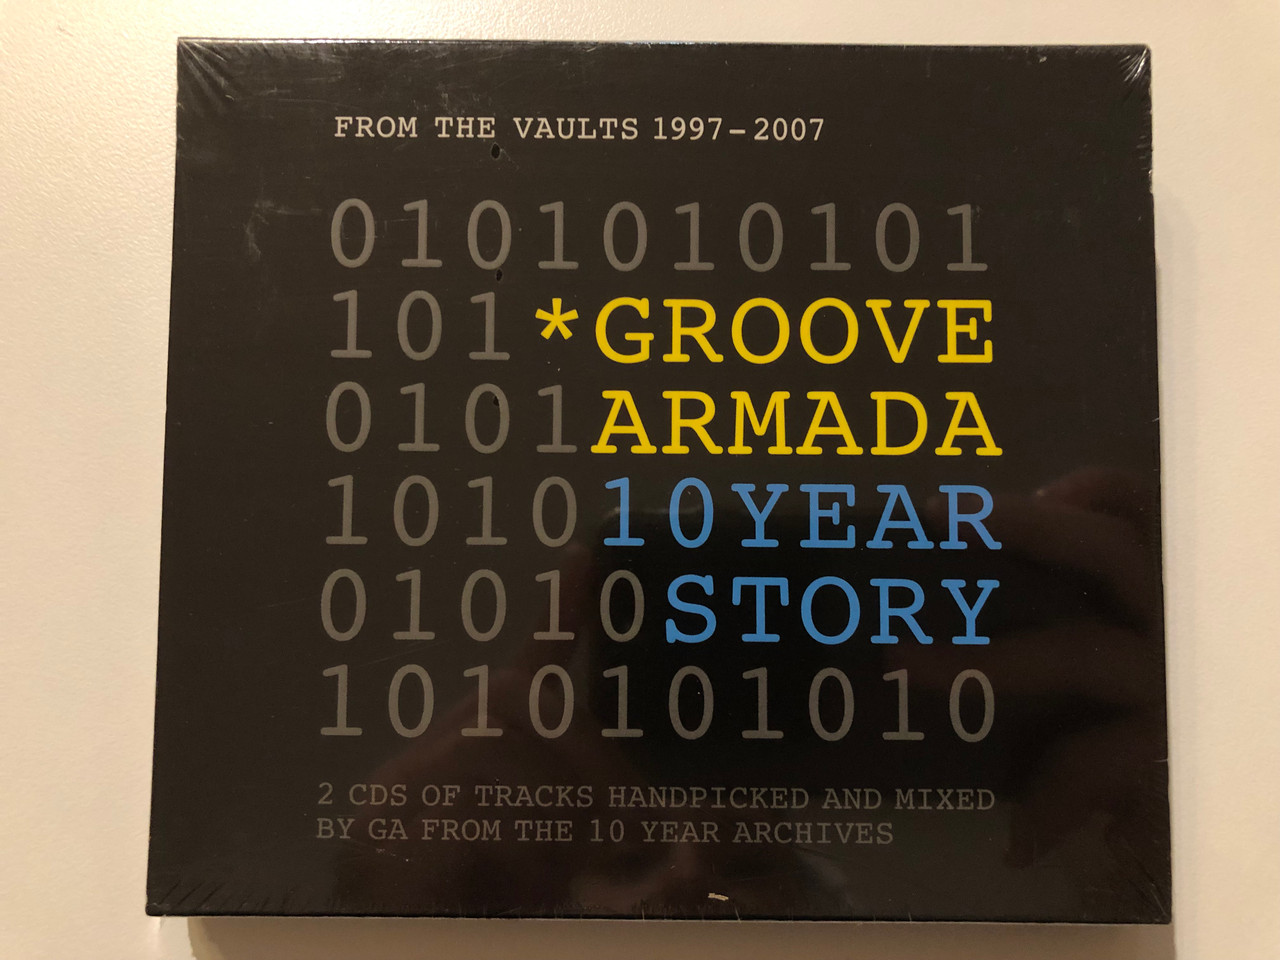 FROM THE VAULTS 1997-2007
0101010101
101*GROOVE
0101ARMADA
101010YEAR
01010STORY
1010101010
2 CDS OF TRACKS HANDPICKED AND MIXED
BY GA FROM THE 10 YEAR ARCHIVES